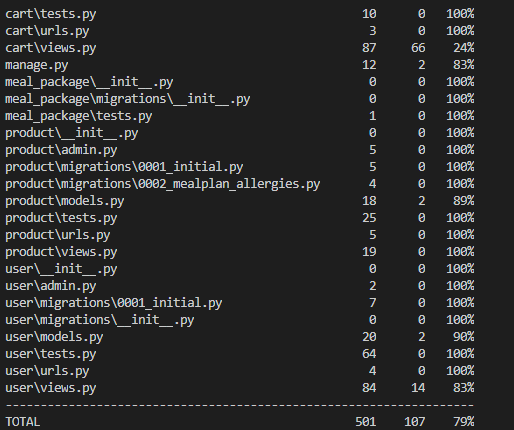 cart\tests.py 10 0 100%
cart\urls.py 3 0 100%
cart\views.py 87 66 24%
manage.py 12 2 83%
meal_package\__init__.py 0 0 100%
meal_package\migrations\__init__.py 0 0 100%
meal_package\tests.py 1 0 100%
product\__init__.py 0 0 100%
product\admin.py 5 0 100%
product\migrations\0001_initial.py 5 0 100%
product\migrations\0002_mealplan_allergies.py 4 0 100%
product\models.py 18 2 89%
product\tests.py 25 0 100%
product\urls.py 5 0 100%
product\views.py 19 0 100%
user\__init__.py 0 0 100%
user\admin.py 2 0 100%
user\migrations\0001_initial.py 7 0 100%
user\migrations\__init__.py 0 0 100%
user\models.py 20 2 90%
user\tests.py 64 0 100%
user\urls.py 4 0 100%
user\views.py 84 14 83%
-------------------------------------------------------------------
TOTAL 501 107 79%